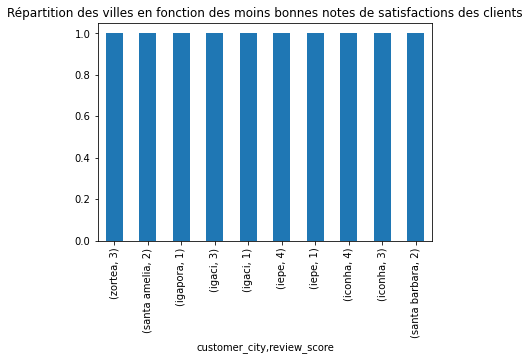 Répartition des villes en fonction des moins bonnes notes de satisfactions des clients
1.0
0.8
0.6
0.4
0.2
0.0
(zortea, 3)
(santa amelia, 2)
(igapora, 1)
(igaci, 3)
(igaci, 1)
(iepe, 4)
(iepe, 1)
(iconha, 4)
(iconha, 3)
(santa barbara, 2)
customer_city,review_score